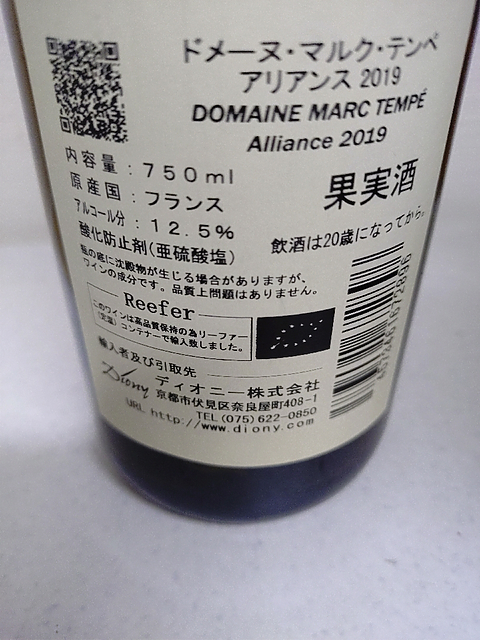 ドメーヌ・マルク・テンペ
アリアンス 2019
DOMAINE MARC TEMPÉ
Alliance 2019
内容量：750ml
原産国：フランス
アルコール分：12.5%
酸化防止剤(亜硫酸塩)
果実酒
飲酒は20歳になってから。
瓶の底に沈殿物が生じる場合がありますが、
ワインの成分です。品質上問題はありません。
Reefer
このワインは高品質保持の為リーファー
(定温)コンテナーで輸入致しました。
輸入者及び引取先
Diony ディオニー株式会社
京都市伏見区奈良屋町408-1
TEL(075)622-0850
URL http://www.diony.com